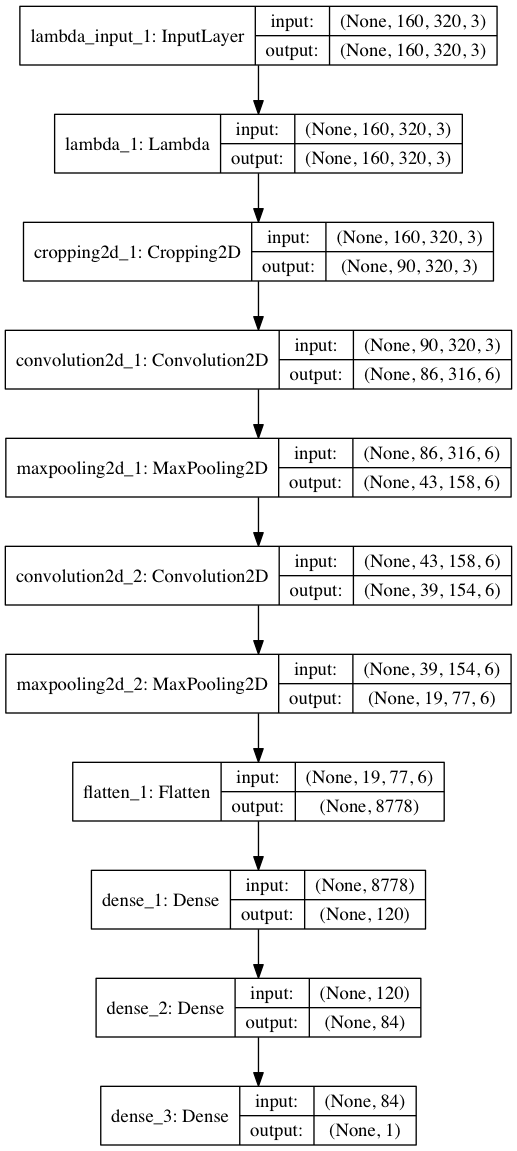 lambda_input_1: InputLayer
input: (None, 160, 320, 3)
output: (None, 160, 320, 3)
lambda_1: Lambda
input: (None, 160, 320, 3)
output: (None, 160, 320, 3)
cropping2d_1: Cropping2D
input: (None, 160, 320, 3)
output: (None, 90, 320, 3)
convolution2d_1: Convolution2D
input: (None, 90, 320, 3)
output: (None, 86, 316, 6)
maxpooling2d_1: MaxPooling2D
input: (None, 86, 316, 6)
output: (None, 43, 158, 6)
convolution2d_2: Convolution2D
input: (None, 43, 158, 6)
output: (None, 39, 154, 6)
maxpooling2d_2: MaxPooling2D
input: (None, 39, 154, 6)
output: (None, 19, 77, 6)
flatten_1: Flatten
input: (None, 19, 77, 6)
output: (None, 8778)
dense_1: Dense
input: (None, 8778)
output: (None, 120)
dense_2: Dense
input: (None, 120)
output: (None, 84)
dense_3: Dense
input: (None, 84)
output: (None, 1)